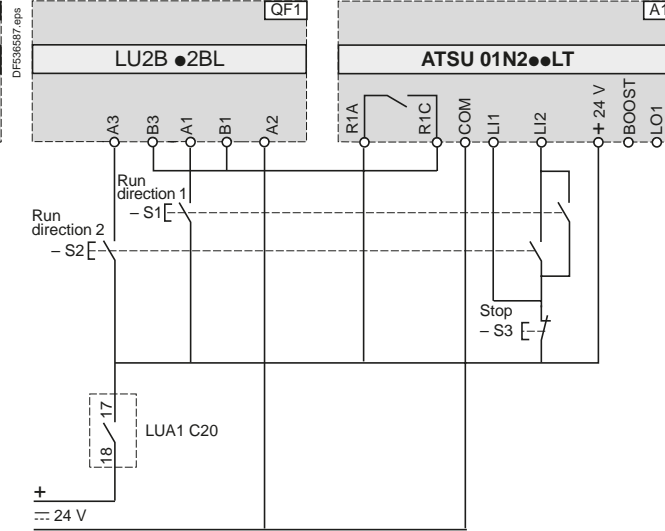 DF536587.eps
QF1
A1
LU2B ●2BL
ATSU 01N2●●LT
A3
B3
A1
B1
A2
R1A
R1C
COM
LI1
LI2
+ 24 V
BOOST
LO1
Run
direction 1
– S1
Run
direction 2
– S2
Stop
– S3
17
18
LUA1 C20
+
24 V